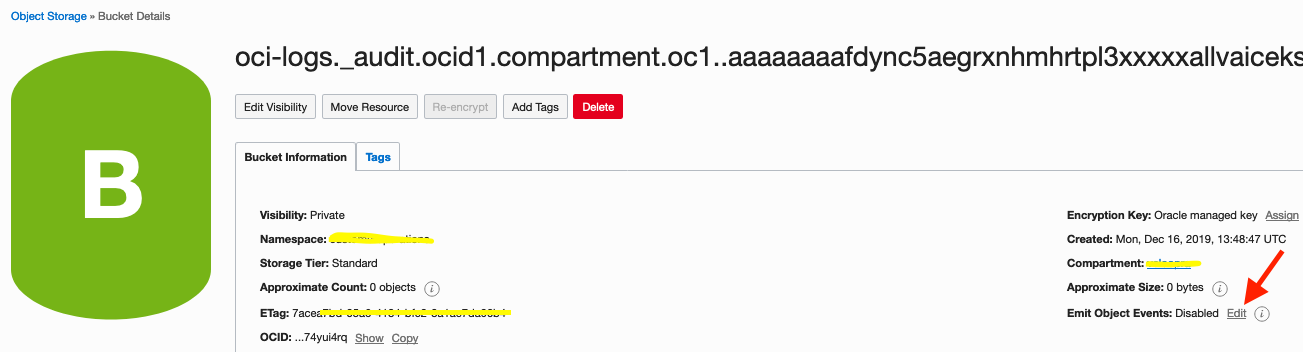 Object Storage » Bucket Details
oci-logs._audit.ocid1.compartment.oc1..aaaaaaaafdync5aegrxnhmhrtpl3xxxxxallvaiceks
Edit Visibility Move Resource Re-encrypt Add Tags Delete
B
Bucket Information Tags
Visibility: Private
Namespace:
Storage Tier: Standard
Approximate Count: 0 objects i
ETag: 7acea
OCID: ...74yui4rq Show Copy
Encryption Key: Oracle managed key Assign
Created: Mon, Dec 16, 2019, 13:48:47 UTC
Compartment:
Approximate Size: 0 bytes i
Emit Object Events: Disabled Edit i